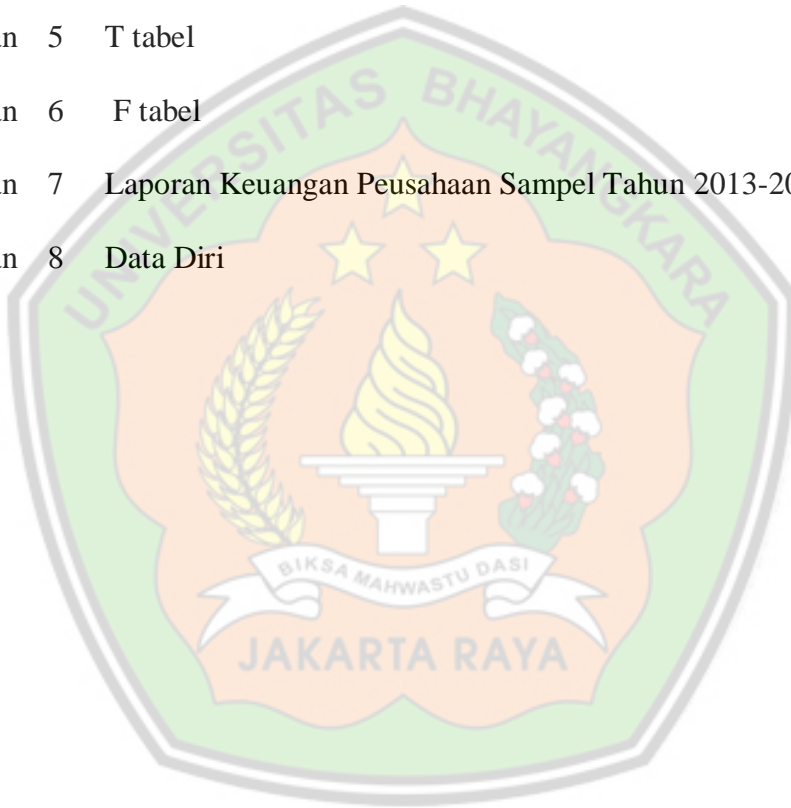 an 5 T tabel
an 6 F tabel
an 7 Laporan Keuangan Peusahaan Sampel Tahun 2013-20
an 8 Data Diri
UNIVERSITAS BHAYANGKARA
BIKSA MAHWASTU DASI
JAKARTA RAYA